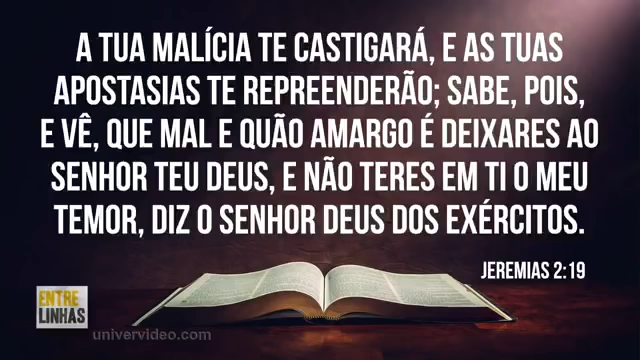 A TUA MALÍCIA TE CASTIGARÁ, E AS TUAS
APOSTASIAS TE REPREENDERÃO; SABE, POIS,
E VÊ, QUE MAL E QUÃO AMARGO É DEIXARES AO
SENHOR TEU DEUS, E NÃO TERES EM TI O MEU
TEMOR, DIZ O SENHOR DEUS DOS EXÉRCITOS.
JEREMIAS 2:19
ENTRE
LINHAS
univervideo.com